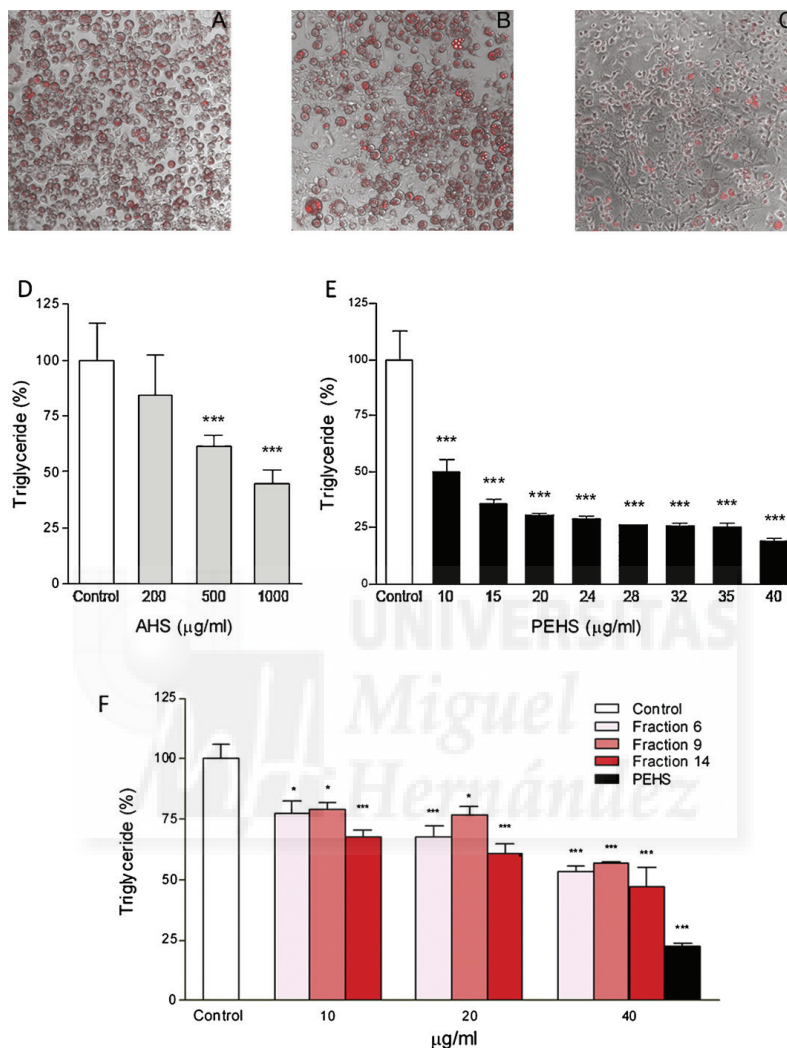 A
B
C
D
125
100
75
50
25
0
Triglyceride (%)
***
***
Control
200
500
1000
AHS (μg/ml)
E
125
100
75
50
25
0
Triglyceride (%)
***
***
***
***
***
***
***
***
Control
10
15
20
24
28
32
35
40
PEHS (μg/ml)
UNIVERSITAS
Miguel
Hernández
F
125
100
75
50
25
0
Triglyceride (%)
Control
Fraction 6
Fraction 9
Fraction 14
PEHS
*
*
***
***
*
***
***
***
***
***
Control
10
20
40
μg/ml